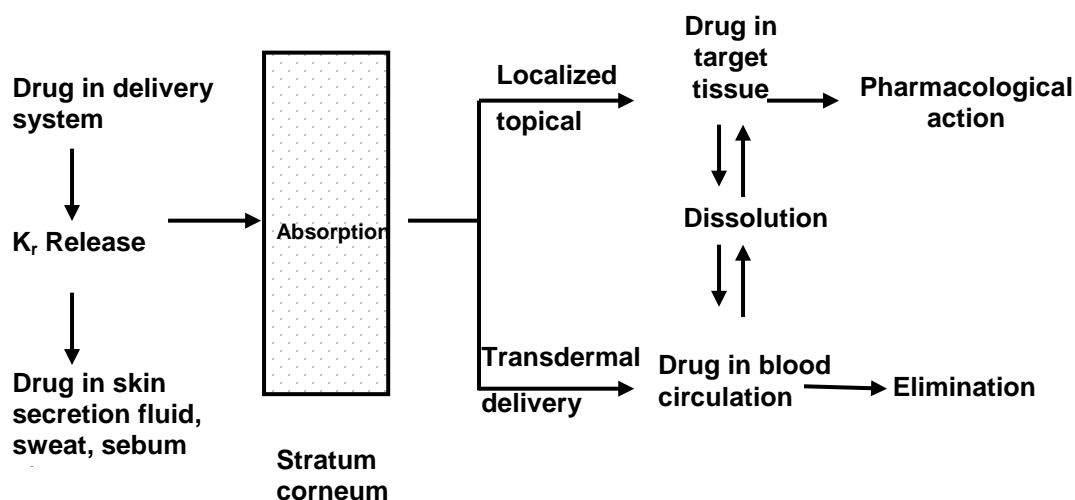 Drug in delivery
system
K_r Release
Drug in skin
secretion fluid,
sweat, sebum
Absorption
Stratum
corneum
Localized
topical
Transdermal
delivery
Drug in
target
tissue
Pharmacological
action
Dissolution
Drug in blood
circulation
Elimination